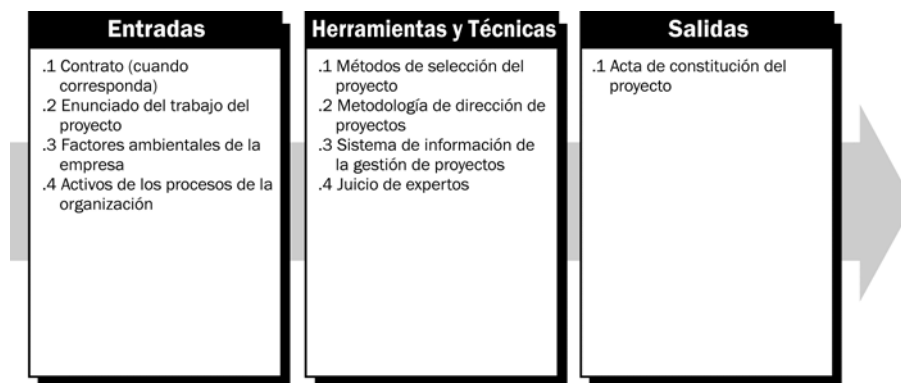 Entradas
.1 Contrato (cuando
corresponda)
.2 Enunciado del trabajo del
proyecto
.3 Factores ambientales de la
empresa
.4 Activos de los procesos de la
organización
Herramientas y Técnicas
.1 Métodos de selección del
proyecto
.2 Metodología de dirección de
proyectos
.3 Sistema de información de
la gestión de proyectos
.4 Juicio de expertos
Salidas
.1 Acta de constitución del
proyecto